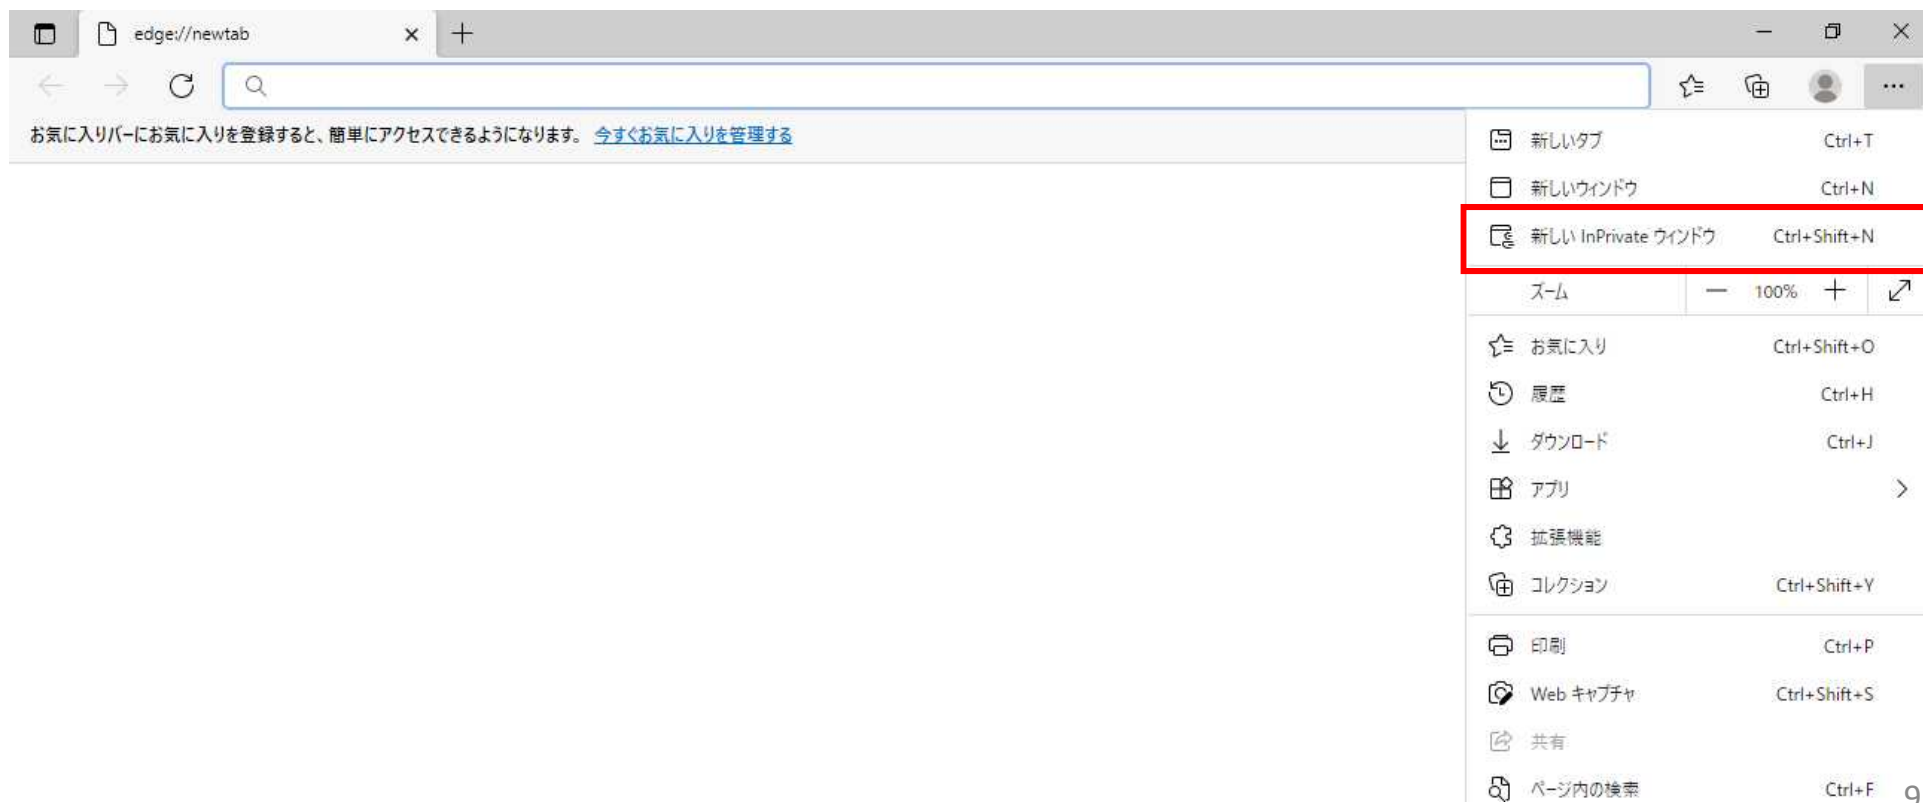 edge://newtab
お気に入りバーにお気に入りを登録すると、簡単にアクセスできるようになります。 今すぐお気に入りを管理する
新しいタブ Ctrl+T
新しいウィンドウ Ctrl+N
新しい InPrivate ウィンドウ Ctrl+Shift+N
ズーム 100%
お気に入り Ctrl+Shift+O
履歴 Ctrl+H
ダウンロード Ctrl+J
アプリ
拡張機能
コレクション Ctrl+Shift+Y
印刷 Ctrl+P
Web キャプチャ Ctrl+Shift+S
共有
ページ内の検索 Ctrl+F
9